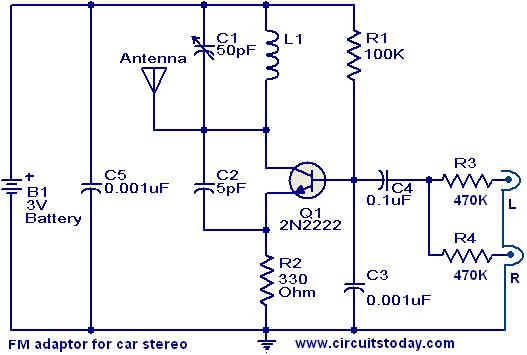 C1
50pF
L1
R1
100K
Antenna
+
B1
3V
Battery
C5
0.001uF
C2
5pF
Q1
2N2222
C4
0.1uF
R3
470K
L
R4
470K
R
R2
330
Ohm
C3
0.001uF
FM adaptor for car stereo
www.circuitstoday.com